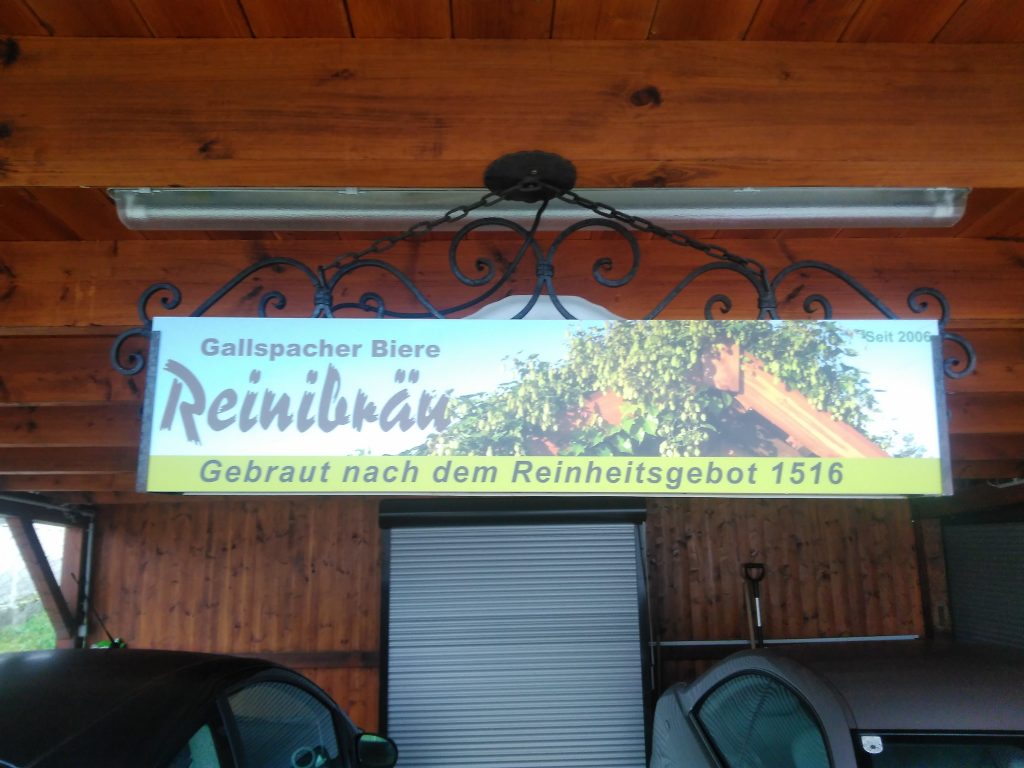 Gallspacher Biere
Seit 2006
Reinibräu
Gebraut nach dem Reinheitsgebot 1516